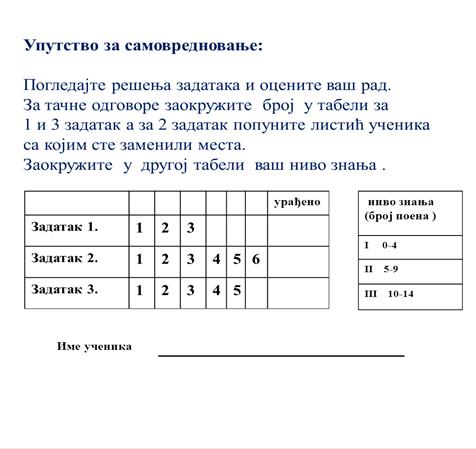 Упутство за самовредновање:
Погледајте решења задатака и оцените ваш рад.
За тачне одговоре заокружите број у табели за
1 и 3 задатак а за 2 задатак попуните листић ученика
са којим сте заменили места.
Заокружите у другој табели ваш ниво знања .
урађено
Задатак 1. 1 2 3
Задатак 2. 1 2 3 4 5 6
Задатак 3. 1 2 3 4 5
ниво знања
(број поена )
I 0-4
II 5-9
III 10-14
Име ученика